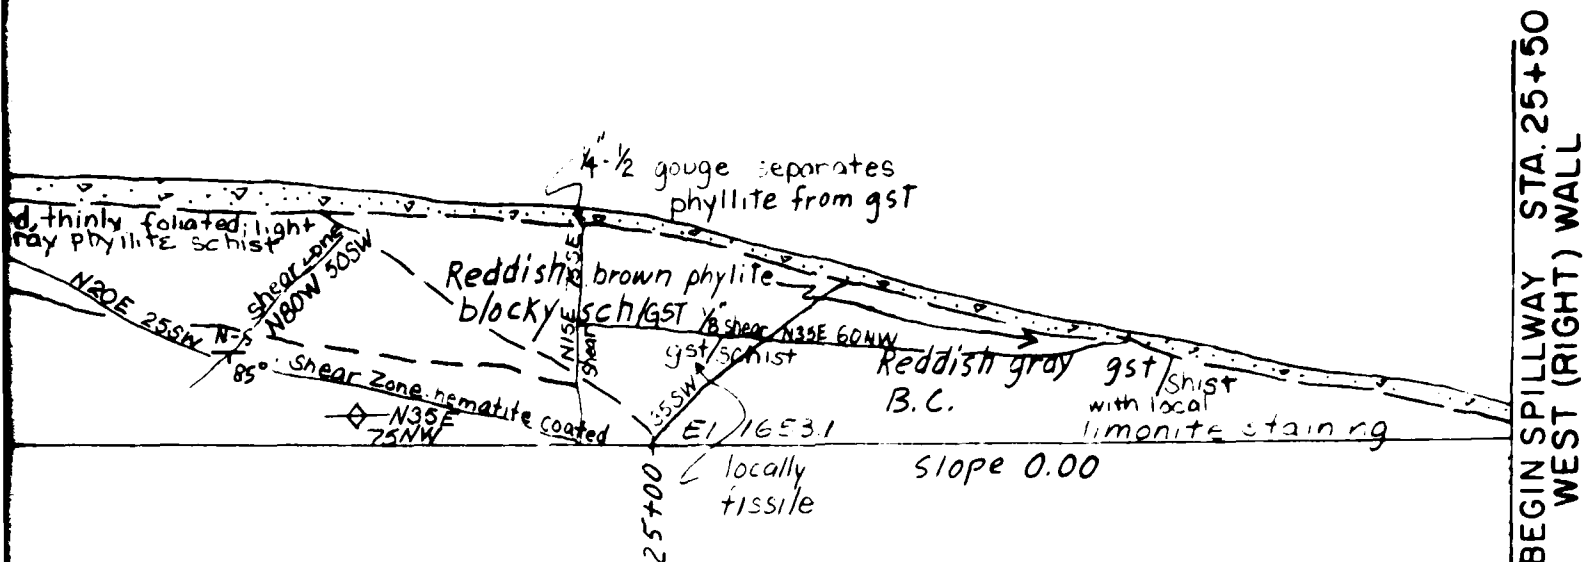 1/4-1/2" gouge separates
phyllite from gst
d, thinly foliated, light
ray phyllite schist
shear zone
N80W 50SW
N20E 25SW
N-S
85°
Shear Zone hematite coated
N35E
75NW
Reddish brown phylite
blocky sch/GST
N15E 75SE
Shear
1/8" shear N35E 60NW
gst/schist
35SW
Reddish gray gst/shist
B.C.
with local
limonite staining
El 1653.1
locally
fissile
Slope 0.00
25+00
BEGIN SPILLWAY STA. 25+50
WEST (RIGHT) WALL